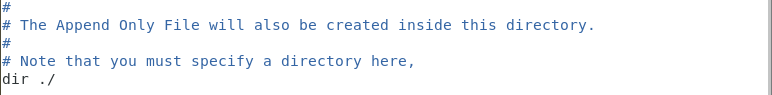 #
# The Append Only File will also be created inside this directory.
#
# Note that you must specify a directory here,
dir ./